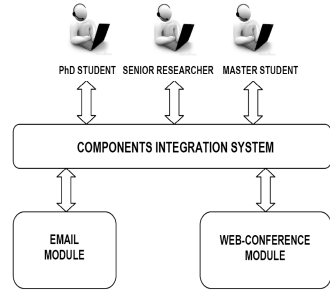 PhD STUDENT SENIOR RESEARCHER MASTER STUDENT
COMPONENTS INTEGRATION SYSTEM
EMAIL
MODULE
WEB-CONFERENCE
MODULE